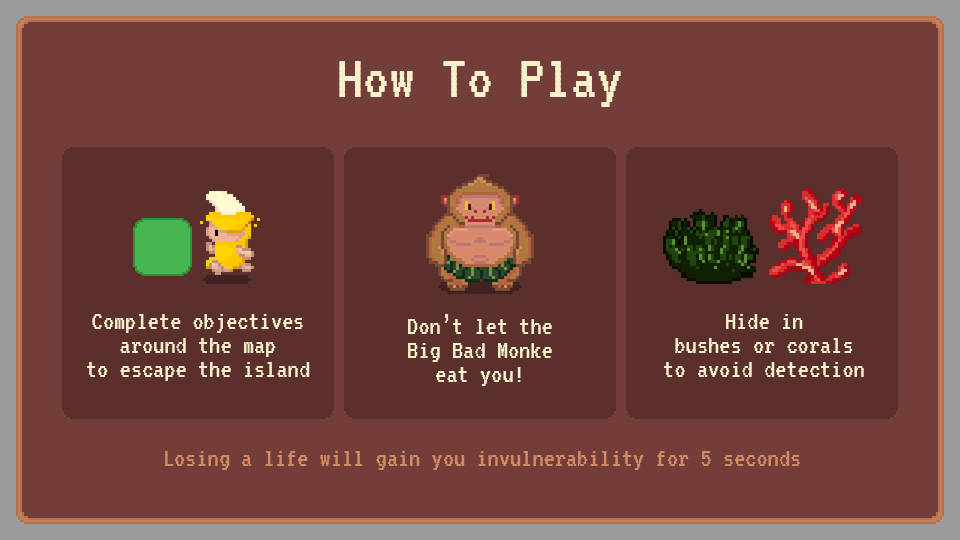 How To Play
Complete objectives
around the map
to escape the island
Don't let the
Big Bad Monke
eat you!
Hide in
bushes or corals
to avoid detection
Losing a life will gain you invulnerability for 5 seconds